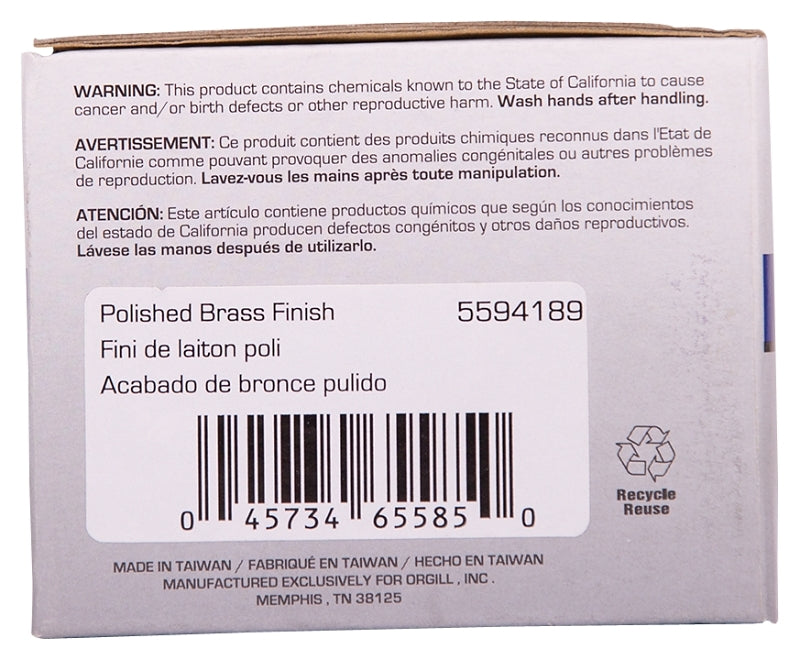 WARNING: This product contains chemicals known to the State of California to cause
cancer and/or birth defects or other reproductive harm. Wash hands after handling.
AVERTISSEMENT: Ce produit contient des produits chimiques reconnus dans l'Etat de
Californie comme pouvant provoquer des anomalies congénitales ou autres problèmes
de reproduction. Lavez-vous les mains après toute manipulation.
ATENCIÓN: Este artículo contiene productos químicos que según los conocimientos
del estado de California producen defectos congénitos y otros daños reproductivos.
Lávese las manos después de utilizarlo.
Polished Brass Finish 5594189
Fini de laiton poli
Acabado de bronce pulido
0 45734 65585 0
Recycle
Reuse
MADE IN TAIWAN / FABRIQUÉ EN TAIWAN / HECHO EN TAIWAN
MANUFACTURED EXCLUSIVELY FOR ORGILL, INC.
MEMPHIS, TN 38125